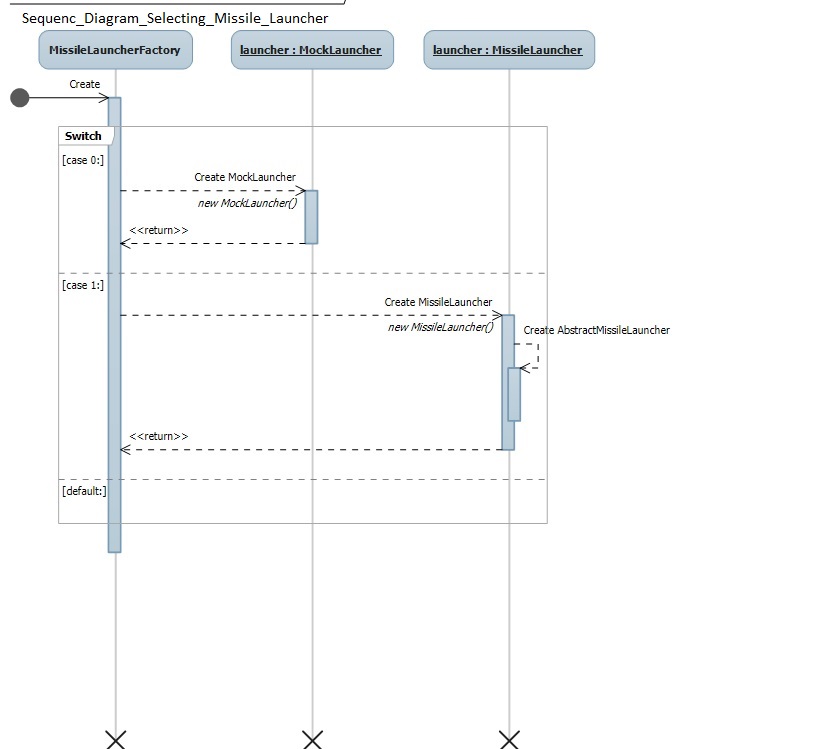 Sequenc_Diagram_Selecting_Missile_Launcher
MissileLauncherFactory
launcher : MockLauncher
launcher : MissileLauncher
Create
Switch
[case 0:]
Create MockLauncher
new MockLauncher()
<<return>>
[case 1:]
Create MissileLauncher
new MissileLauncher()
Create AbstractMissileLauncher
<<return>>
[default:]